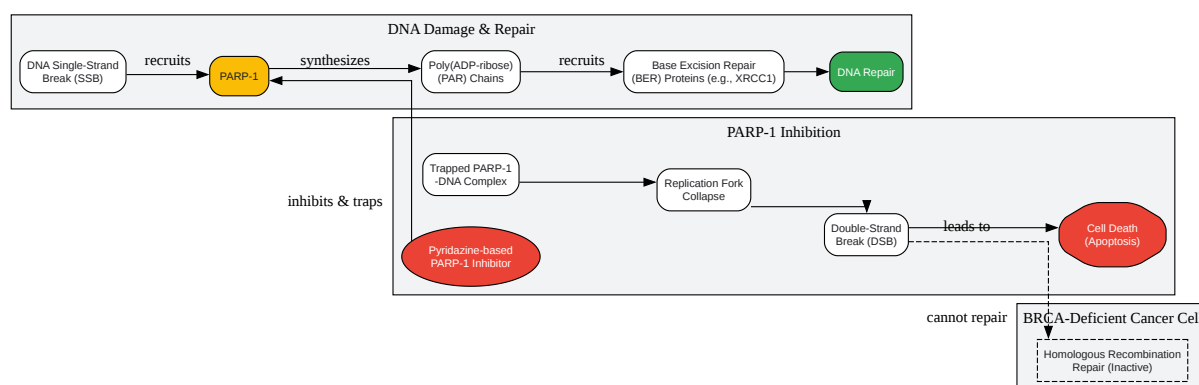 DNA Damage & Repair
DNA Single-Strand
Break (SSB)
recruits
PARP-1
synthesizes
Poly(ADP-ribose)
(PAR) Chains
recruits
Base Excision Repair
(BER) Proteins (e.g., XRCC1)
DNA Repair
PARP-1 Inhibition
Trapped PARP-1
-DNA Complex
Replication Fork
Collapse
inhibits & traps
Double-Strand
Break (DSB)
leads to
Cell Death
(Apoptosis)
Pyridazine-based
PARP-1 Inhibitor
cannot repair
BRCA-Deficient Cancer Cel
Homologous Recombination
Repair (Inactive)